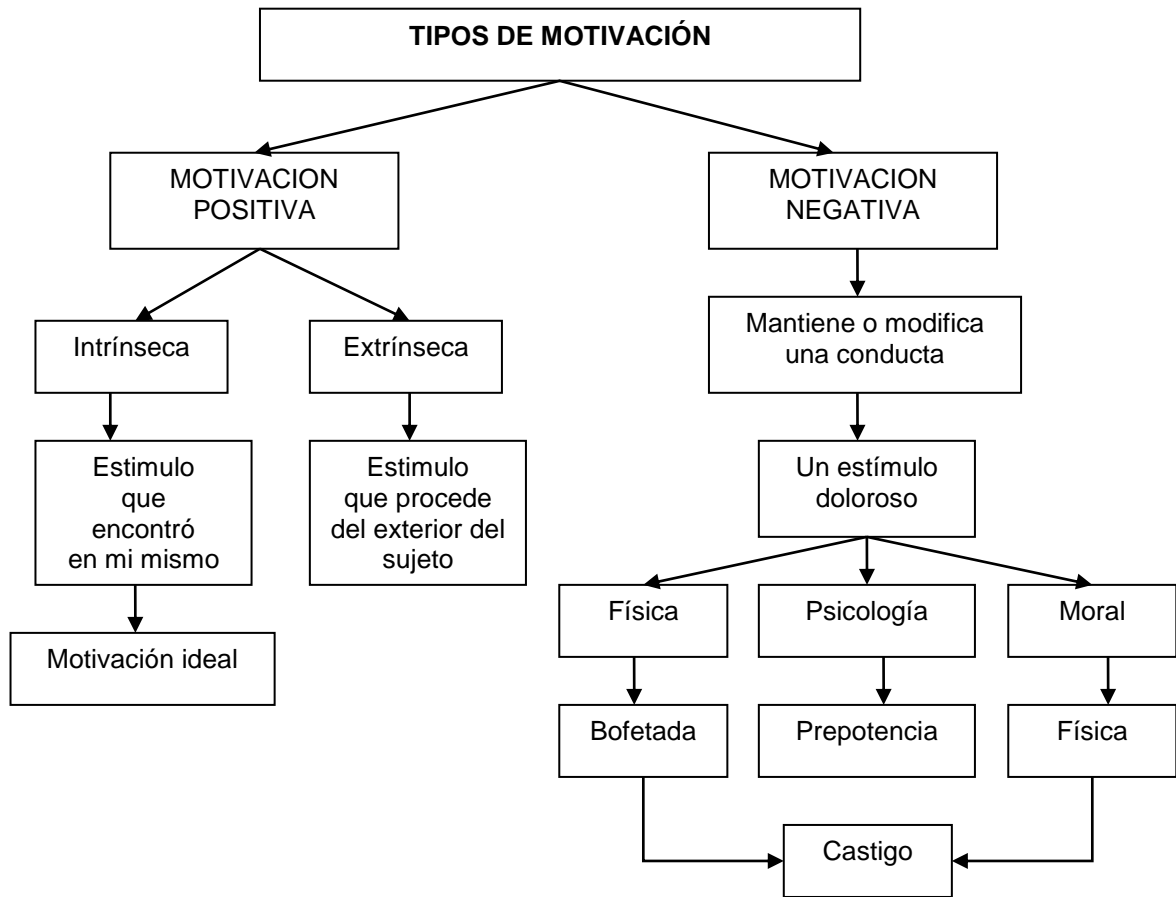 TIPOS DE MOTIVACIÓN
MOTIVACION
POSITIVA
MOTIVACION
NEGATIVA
Intrínseca
Extrínseca
Mantiene o modifica
una conducta
Estimulo
que
encontró
en mi mismo
Estimulo
que procede
del exterior del
sujeto
Un estímulo
doloroso
Motivación ideal
Física
Psicología
Moral
Bofetada
Prepotencia
Física
Castigo